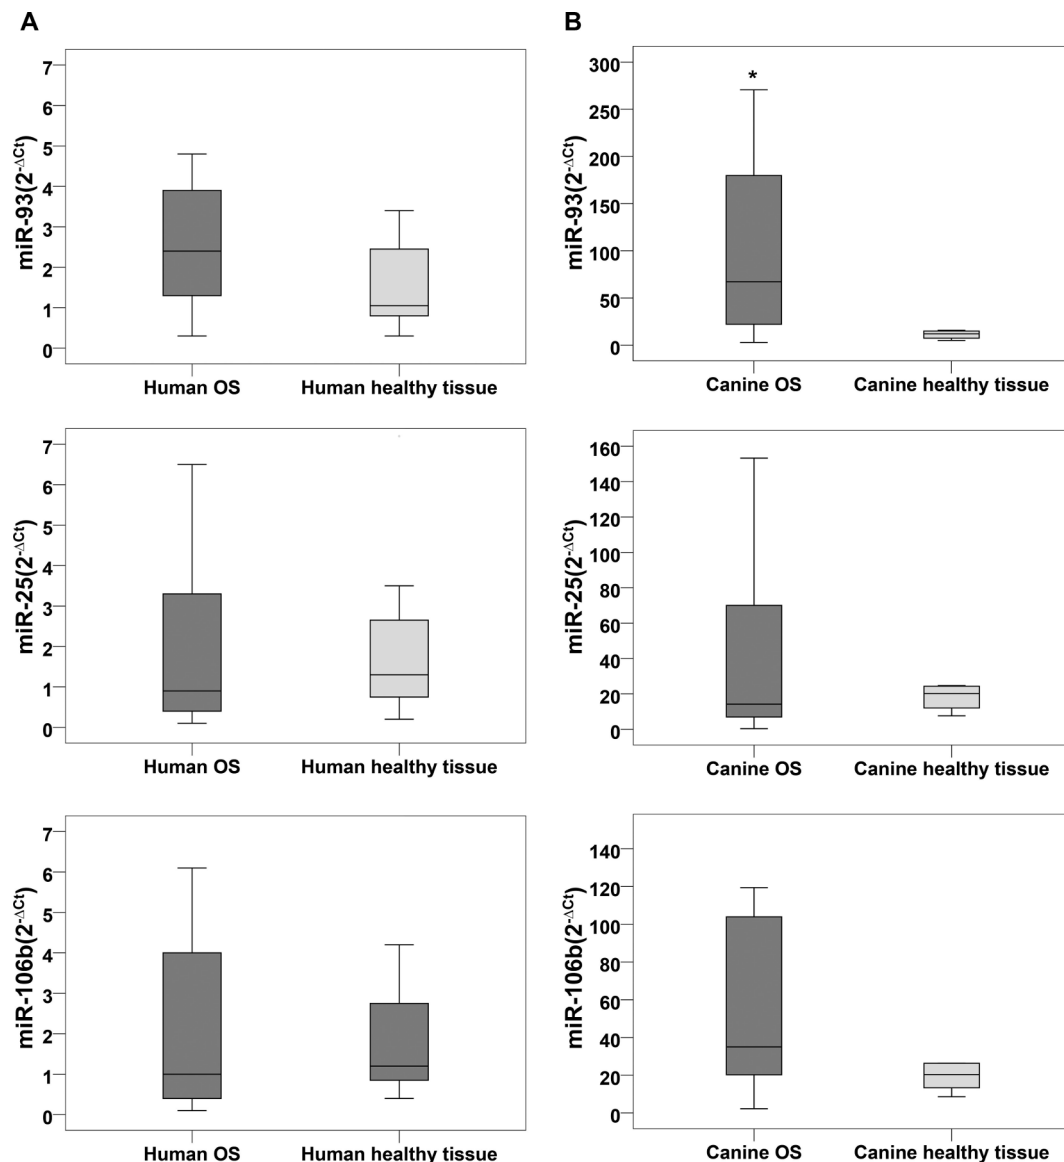 A
7
6
5
4
3
2
1
0
miR-93(2-ΔCt)
Human OS
Human healthy tissue
7
6
5
4
3
2
1
0
miR-25(2-ΔCt)
Human OS
Human healthy tissue
7
6
5
4
3
2
1
0
miR-106b(2-ΔCt)
Human OS
Human healthy tissue
B
300
250
200
150
100
50
0
miR-93(2-ΔCt)
*
Canine OS
Canine healthy tissue
160
140
120
100
80
60
40
20
0
miR-25(2-ΔCt)
Canine OS
Canine healthy tissue
140
120
100
80
60
40
20
0
miR-106b(2-ΔCt)
Canine OS
Canine healthy tissue